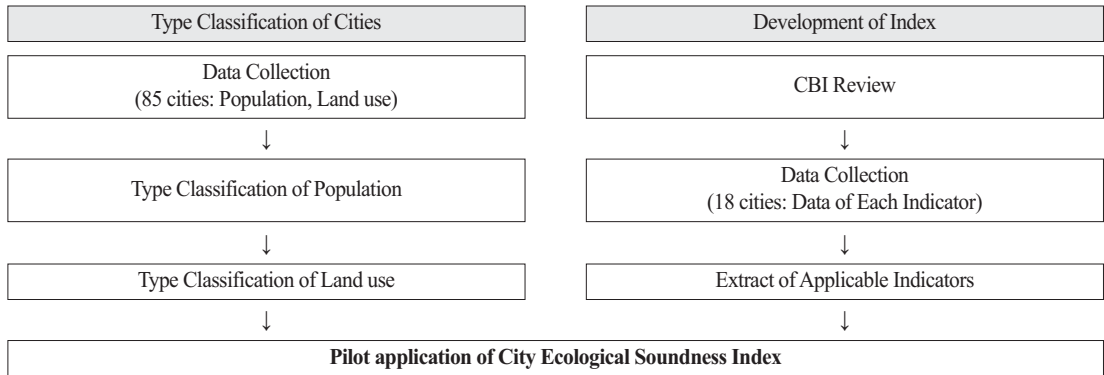 Type Classification of Cities
Data Collection
(85 cities: Population, Land use)
↓
Type Classification of Population
↓
Type Classification of Land use
↓
Development of Index
CBI Review
↓
Data Collection
(18 cities: Data of Each Indicator)
↓
Extract of Applicable Indicators
↓
Pilot application of City Ecological Soundness Index